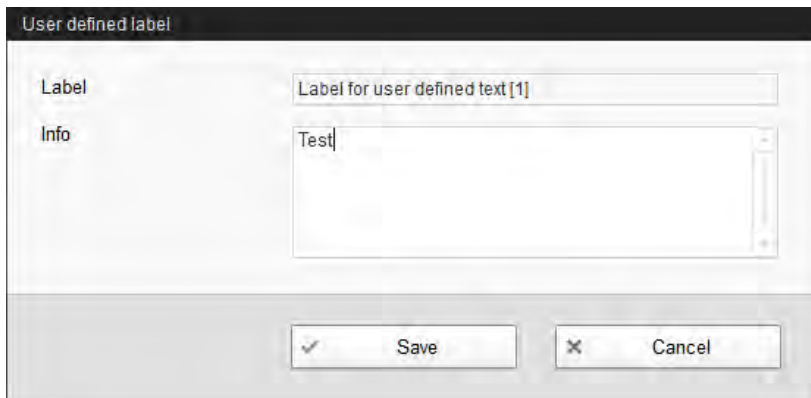 User defined label
Label
Label for user defined text [1]
Info
Test
Save
Cancel